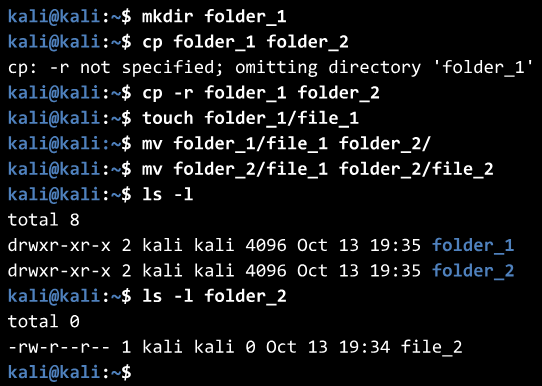 kali@kali:~$ mkdir folder_1
kali@kali:~$ cp folder_1 folder_2
cp: -r not specified; omitting directory 'folder_1'
kali@kali:~$ cp -r folder_1 folder_2
kali@kali:~$ touch folder_1/file_1
kali@kali:~$ mv folder_1/file_1 folder_2/
kali@kali:~$ mv folder_2/file_1 folder_2/file_2
kali@kali:~$ ls -l
total 8
drwxr-xr-x 2 kali kali 4096 Oct 13 19:35 folder_1
drwxr-xr-x 2 kali kali 4096 Oct 13 19:35 folder_2
kali@kali:~$ ls -l folder_2
total 0
-rw-r--r-- 1 kali kali 0 Oct 13 19:34 file_2
kali@kali:~$